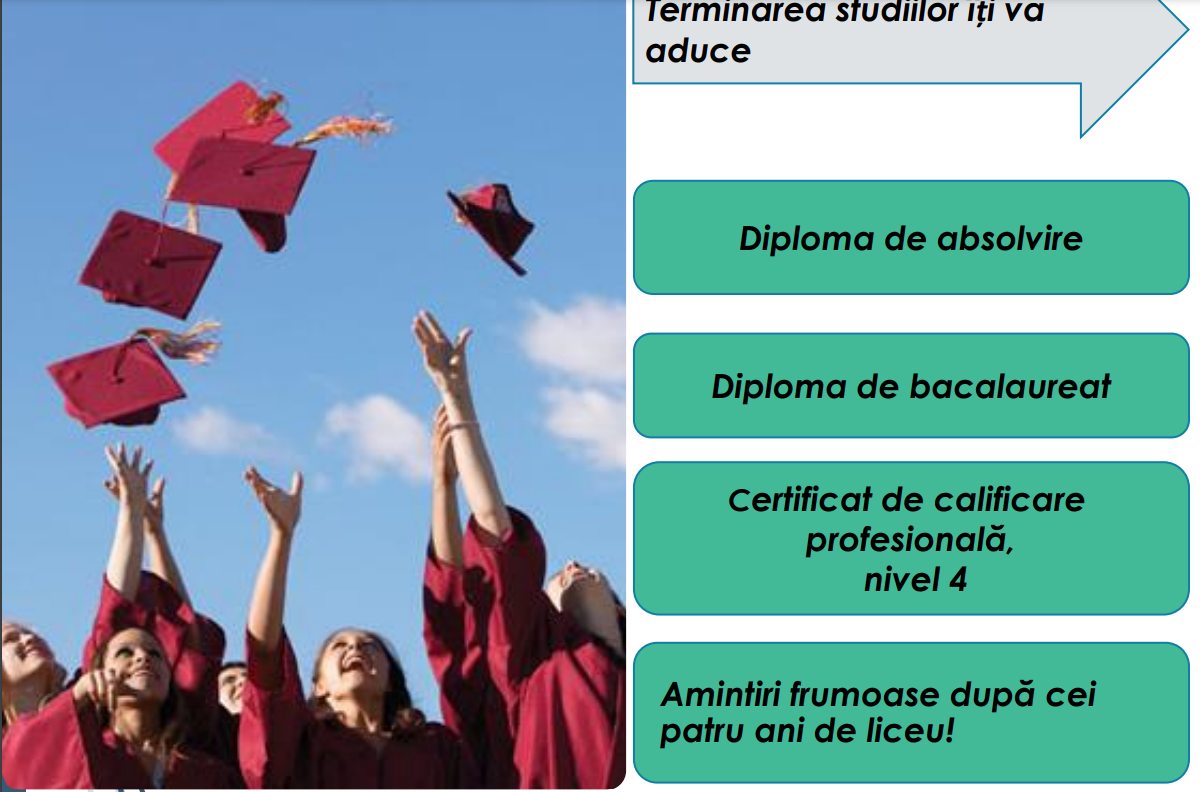 Terminarea studiilor îți va
aduce
Diploma de absolvire
Diploma de bacalaureat
Certificat de calificare
profesională,
nivel 4
Amintiri frumoase după cei
patru ani de liceu!